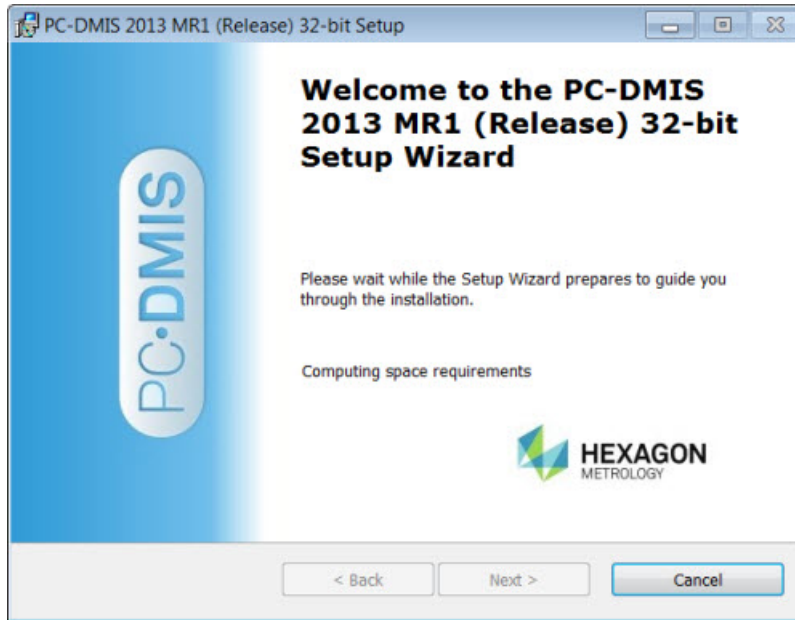 PC-DMIS 2013 MR1 (Release) 32-bit Setup
Welcome to the PC-DMIS
2013 MR1 (Release) 32-bit
Setup Wizard
PC•DMIS
Please wait while the Setup Wizard prepares to guide you
through the installation.
Computing space requirements
HEXAGON
METROLOGY
< Back
Next >
Cancel